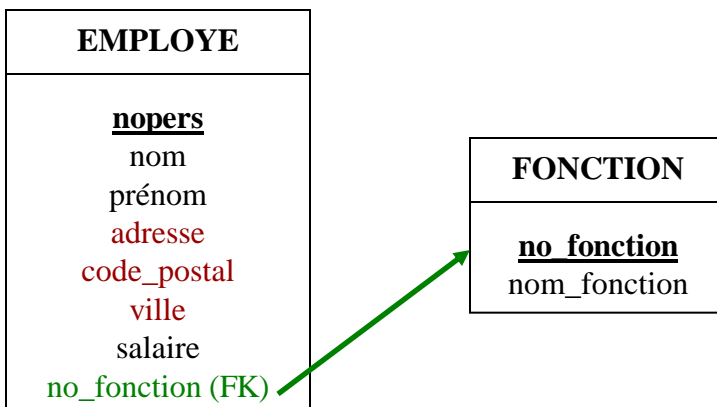 EMPLOYE
nopers
nom
prénom
adresse
code_postal
ville
salaire
no_fonction (FK)
FONCTION
no_fonction
nom_fonction